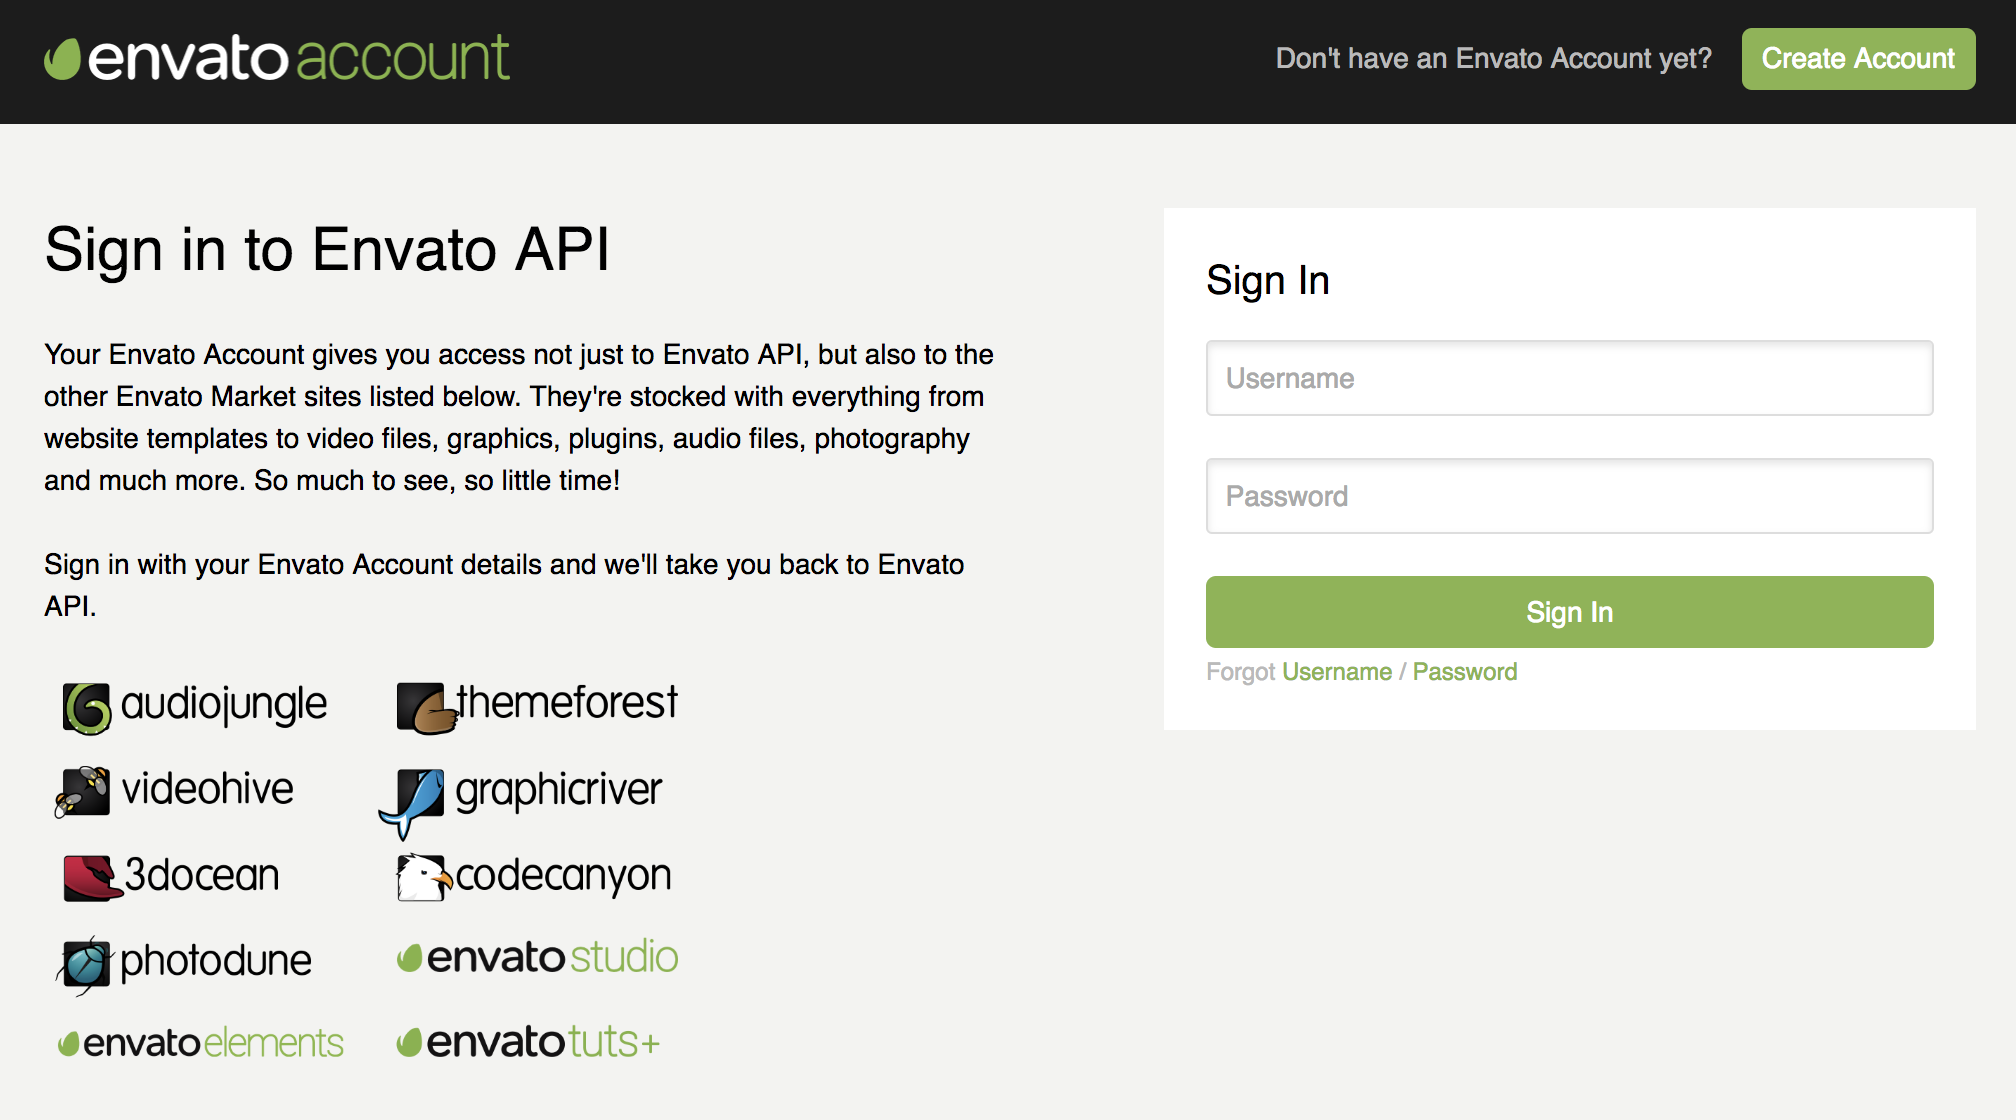 envato account
Don't have an Envato Account yet?
Create Account
Sign in to Envato API
Your Envato Account gives you access not just to Envato API, but also to the
other Envato Market sites listed below. They're stocked with everything from
website templates to video files, graphics, plugins, audio files, photography
and much more. So much to see, so little time!
Sign in with your Envato Account details and we'll take you back to Envato
API.
audiojungle
themeforest
videohive
graphicriver
3docean
codecanyon
photodune
envato studio
envato elements
envato tuts+
Sign In
Username
Password
Sign In
Forgot Username / Password